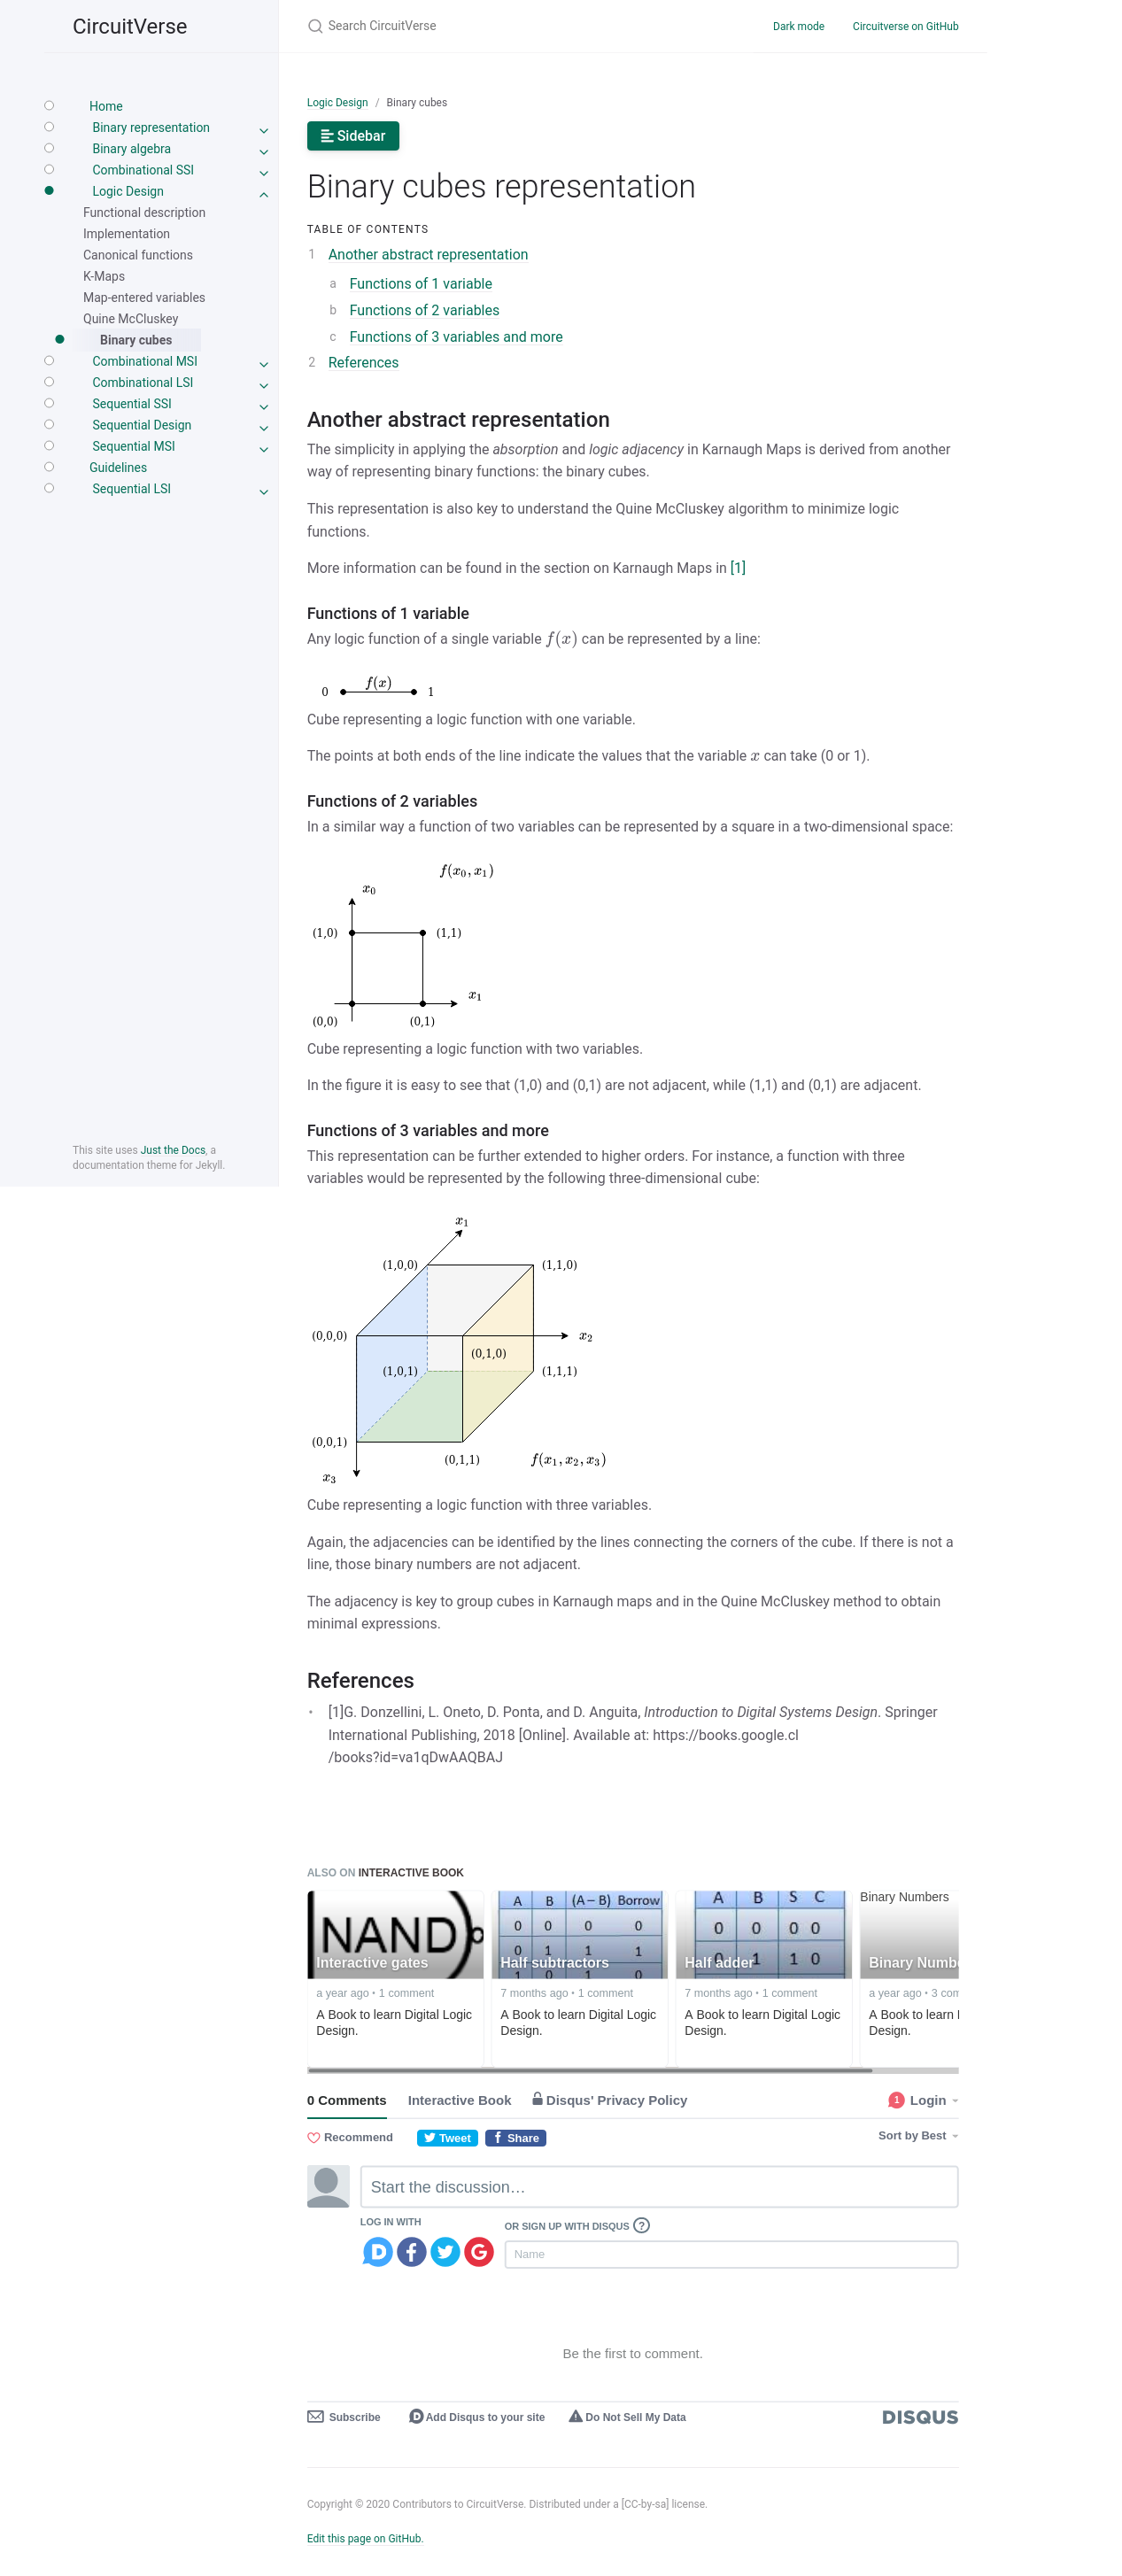 CircuitVerse
Search CircuitVerse
Dark mode
Circuitverse on GitHub
Home
Binary representation
Binary algebra
Combinational SSI
Logic Design
Functional description
Implementation
Canonical functions
K-Maps
Map-entered variables
Quine McCluskey
Binary cubes
Combinational MSI
Combinational LSI
Sequential SSI
Sequential Design
Sequential MSI
Guidelines
Sequential LSI
This site uses Just the Docs, a
documentation theme for Jekyll.
Logic Design / Binary cubes
Sidebar
Binary cubes representation
TABLE OF CONTENTS
1 Another abstract representation
a Functions of 1 variable
b Functions of 2 variables
c Functions of 3 variables and more
2 References
Another abstract representation
The simplicity in applying the absorption and logic adjacency in Karnaugh Maps is derived from another
way of representing binary functions: the binary cubes.
This representation is also key to understand the Quine McCluskey algorithm to minimize logic
functions.
More information can be found in the section on Karnaugh Maps in [1]
Functions of 1 variable
Any logic function of a single variable f(x) can be represented by a line:
f(x)
0 1
Cube representing a logic function with one variable.
The points at both ends of the line indicate the values that the variable x can take (0 or 1).
Functions of 2 variables
In a similar way a function of two variables can be represented by a square in a two-dimensional space:
f(x₀, x₁)
x₀
(1,0) (1,1)
x₁
(0,0) (0,1)
Cube representing a logic function with two variables.
In the figure it is easy to see that (1,0) and (0,1) are not adjacent, while (1,1) and (0,1) are adjacent.
Functions of 3 variables and more
This representation can be further extended to higher orders. For instance, a function with three
variables would be represented by the following three-dimensional cube:
x₁
(1,0,0) (1,1,0)
(0,0,0) x₂
(0,1,0)
(1,0,1) (1,1,1)
(0,0,1)
(0,1,1) f(x₁, x₂, x₃)
x₃
Cube representing a logic function with three variables.
Again, the adjacencies can be identified by the lines connecting the corners of the cube. If there is not a
line, those binary numbers are not adjacent.
The adjacency is key to group cubes in Karnaugh maps and in the Quine McCluskey method to obtain
minimal expressions.
References
• [1]G. Donzellini, L. Oneto, D. Ponta, and D. Anguita, Introduction to Digital Systems Design. Springer
International Publishing, 2018 [Online]. Available at: https://books.google.cl
/books?id=va1qDwAAQBAJ
ALSO ON INTERACTIVE BOOK
NAND
Interactive gates
a year ago • 1 comment
A Book to learn Digital Logic
Design.
A B (A – B) Borrow
0 0 0 0
0 1 1 1
1 0 1 0
Half subtractors
7 months ago • 1 comment
A Book to learn Digital Logic
Design.
A B S C
0 0 0 0
0 1 1 0
Half adder
7 months ago • 1 comment
A Book to learn Digital Logic
Design.
Binary Numbers
Binary Numb
a year ago • 3 com
A Book to learn
Design.
0 Comments
Interactive Book
Disqus' Privacy Policy
1 Login
Recommend
Tweet
Share
Sort by Best
Start the discussion…
LOG IN WITH
OR SIGN UP WITH DISQUS ?
Name
Be the first to comment.
Subscribe
Add Disqus to your site
Do Not Sell My Data
DISQUS
Copyright © 2020 Contributors to CircuitVerse. Distributed under a [CC-by-sa] license.
Edit this page on GitHub.